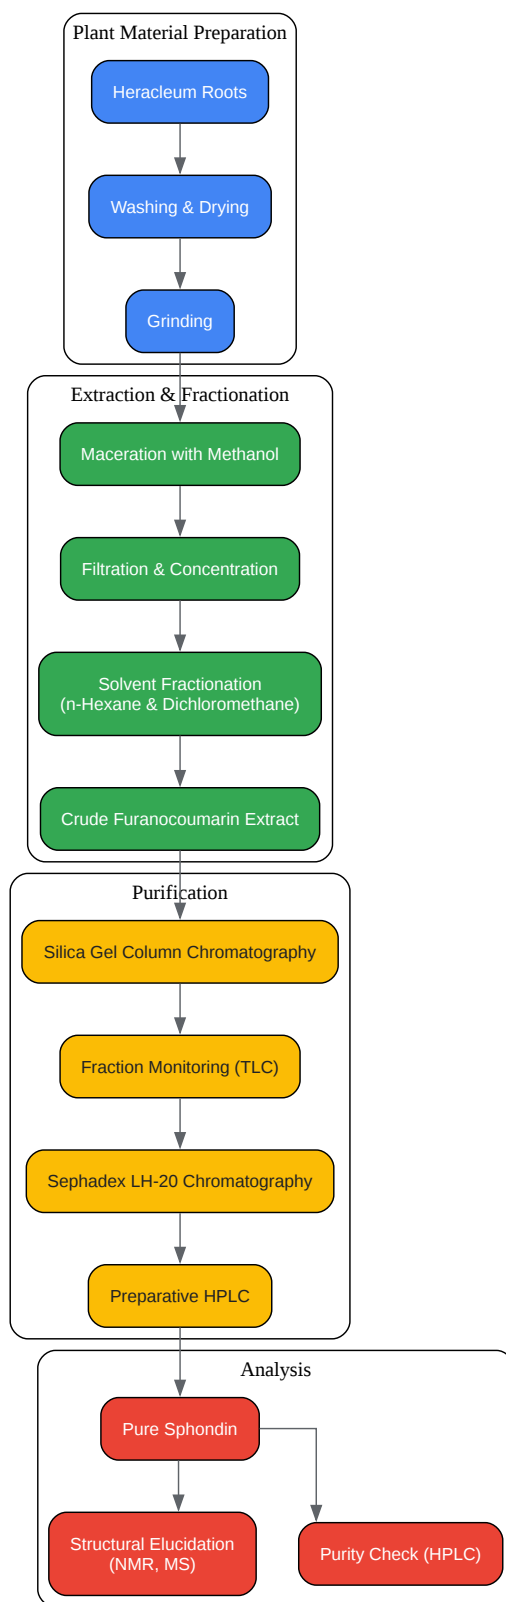 Plant Material Preparation
Heracleum Roots
Washing & Drying
Grinding
Extraction & Fractionation
Maceration with Methanol
Filtration & Concentration
Solvent Fractionation
(n-Hexane & Dichloromethane)
Crude Furanocoumarin Extract
Purification
Silica Gel Column Chromatography
Fraction Monitoring (TLC)
Sephadex LH-20 Chromatography
Preparative HPLC
Analysis
Pure Sphondin
Structural Elucidation
(NMR, MS)
Purity Check (HPLC)